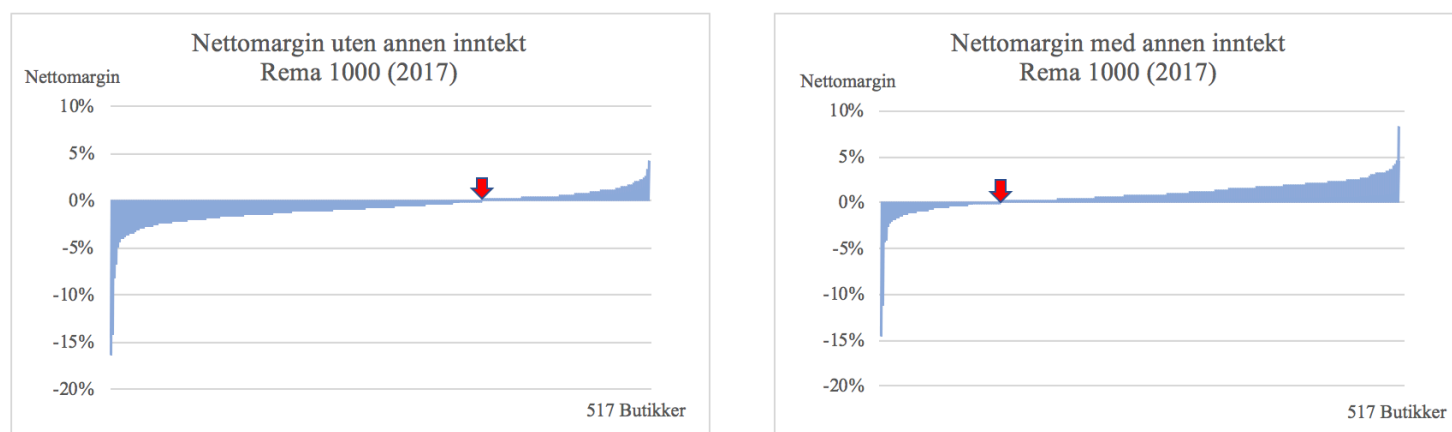 Nettomargin uten annen inntekt
Rema 1000 (2017)
Nettomargin
10%
5%
0%
-5%
-10%
-15%
-20%
517 Butikker
Nettomargin med annen inntekt
Rema 1000 (2017)
Nettomargin
10%
5%
0%
-5%
-10%
-15%
-20%
517 Butikker